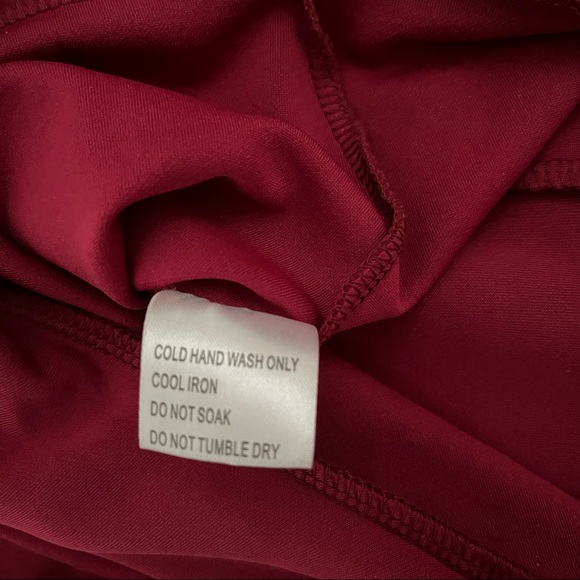 COLD HAND WASH ONLY
COOL IRON
DO NOT SOAK
DO NOT TUMBLE DRY